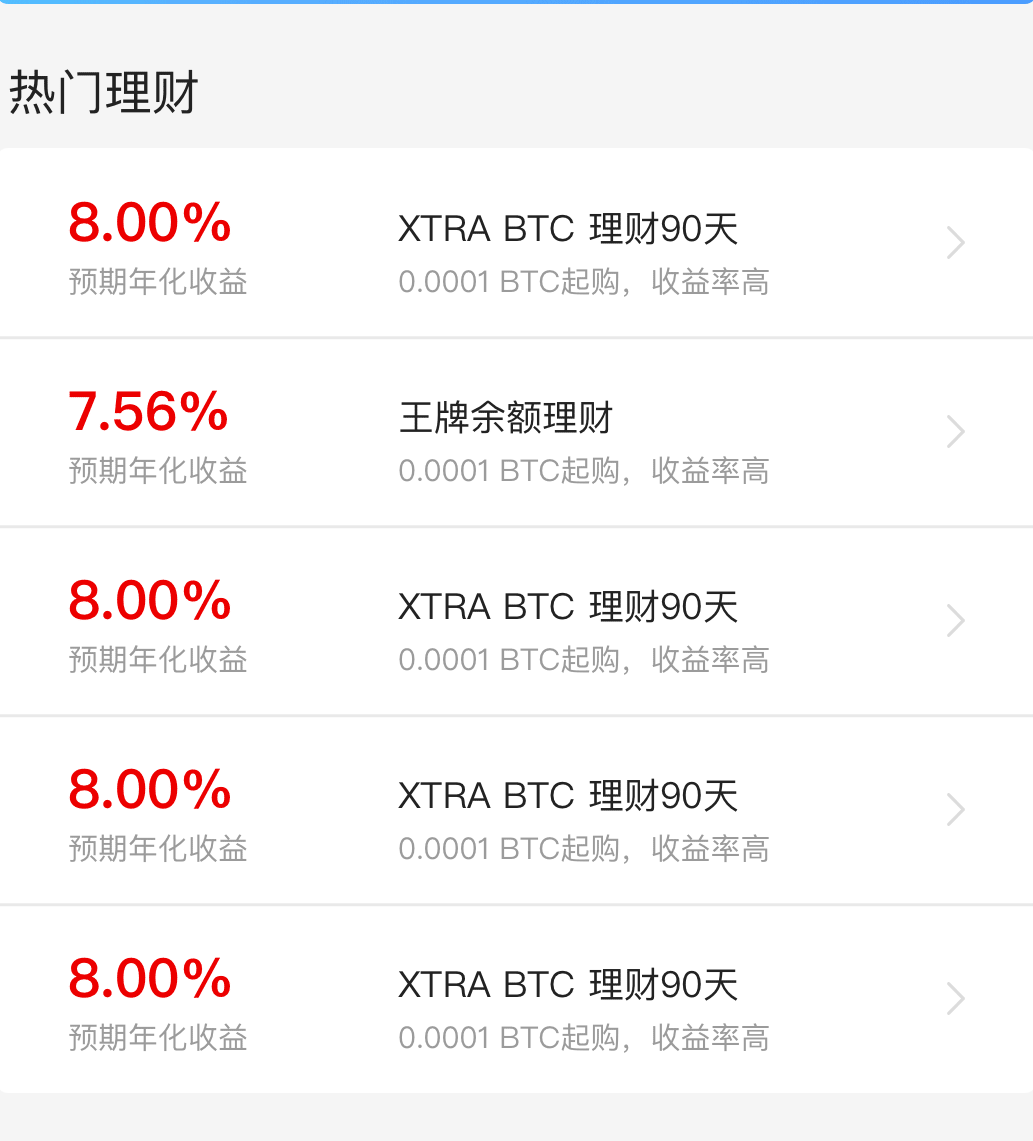 热门理财
8.00%
XTRA BTC 理财90天
预期年化收益
0.0001 BTC起购，收益率高
7.56%
王牌余额理财
预期年化收益
0.0001 BTC起购，收益率高
8.00%
XTRA BTC 理财90天
预期年化收益
0.0001 BTC起购，收益率高
8.00%
XTRA BTC 理财90天
预期年化收益
0.0001 BTC起购，收益率高
8.00%
XTRA BTC 理财90天
预期年化收益
0.0001 BTC起购，收益率高